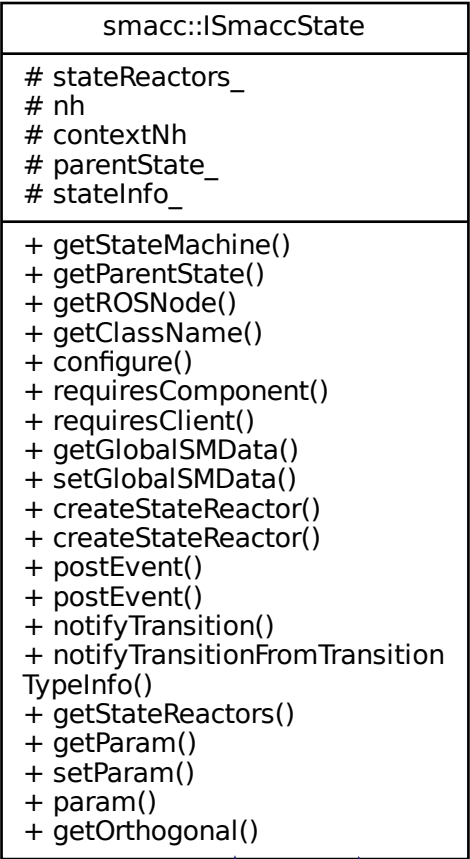 smacc::ISmaccState
# stateReactors_
# nh
# contextNh
# parentState_
# stateInfo_
+ getStateMachine()
+ getParentState()
+ getROSNode()
+ getClassName()
+ configure()
+ requiresComponent()
+ requiresClient()
+ getGlobalSMData()
+ setGlobalSMData()
+ createStateReactor()
+ createStateReactor()
+ postEvent()
+ postEvent()
+ notifyTransition()
+ notifyTransitionFromTransition
TypeInfo()
+ getStateReactors()
+ getParam()
+ setParam()
+ param()
+ getOrthogonal()